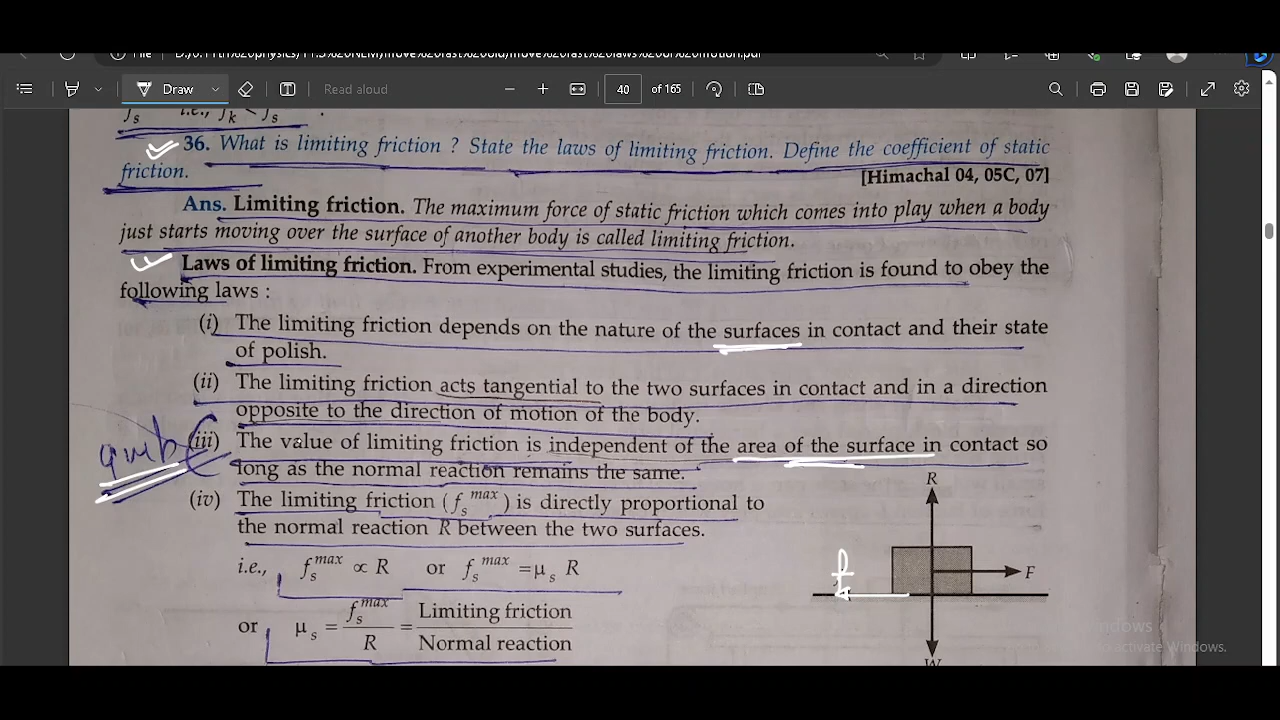 File
D:/0.11th%20physics/
Draw
Read aloud
40
of 165
36. What is limiting friction ? State the laws of limiting friction. Define the coefficient of static
friction.
[Himachal 04, 05C, 07]
Ans. Limiting friction. The maximum force of static friction which comes into play when a body
just starts moving over the surface of another body is called limiting friction.
Laws of limiting friction. From experimental studies, the limiting friction is found to obey the
following laws :
(i) The limiting friction depends on the nature of the surfaces in contact and their state
of polish.
(ii) The limiting friction acts tangential to the two surfaces in contact and in a direction
opposite to the direction of motion of the body.
(iii) The value of limiting friction is independent of the area of the surface in contact so
long as the normal reaction remains the same.
(iv) The limiting friction (f_s^max) is directly proportional to
the normal reaction R between the two surfaces.
i.e., f_s^max ∝ R or f_s^max = μ_s R
or μ_s = f_s^max / R = Limiting friction / Normal reaction
R
F
W